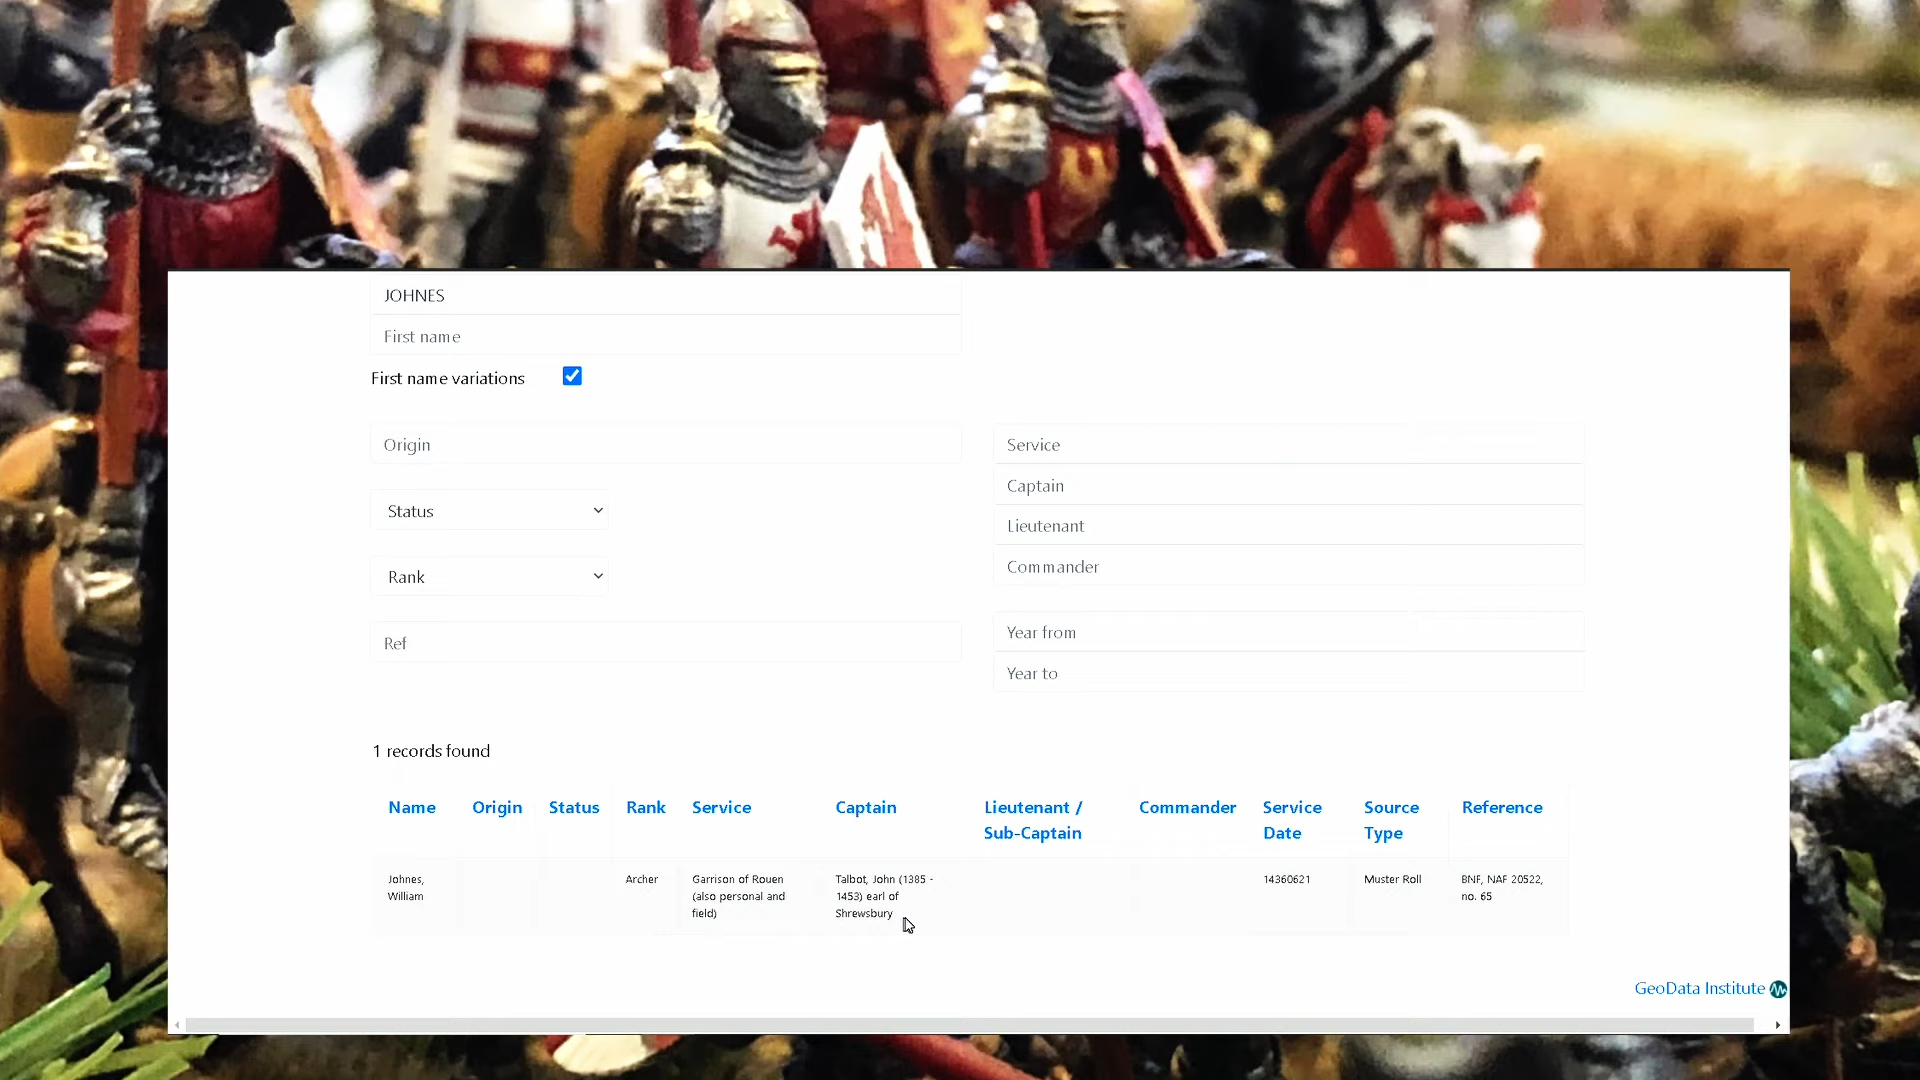 JOHNES
First name
First name variations
Origin
Service
Captain
Status
Lieutenant
Commander
Rank
Year from
Ref
Year to
1 records found
Name Origin Status Rank Service Captain Lieutenant / Commander Service Source Reference
Sub-Captain Date Type
Johnes, Archer Garrison of Rouen Talbot, John (1385 - 14360621 Muster Roll BNF, NAF 20522,
William (also personal and 1453) earl of no. 65
field) Shrewsbury
GeoData Institute